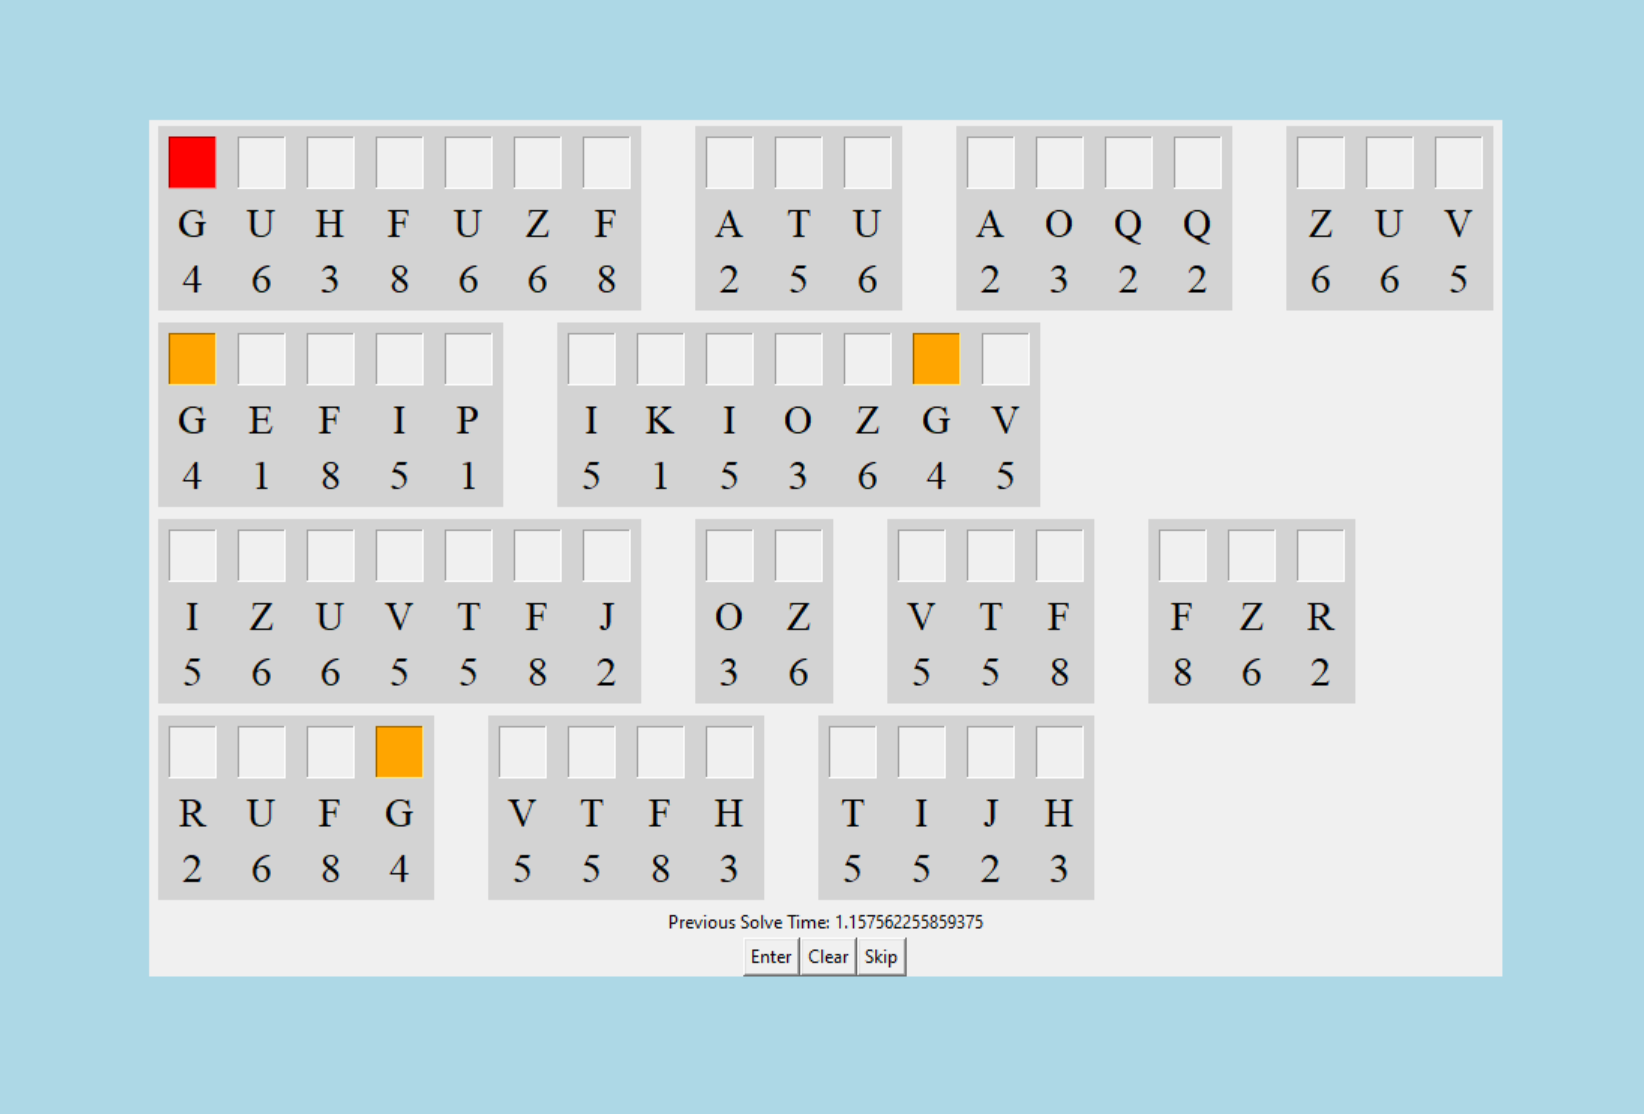 G U H F U Z F A T U A O Q Q Z U V
4 6 3 8 6 6 8 2 5 6 2 3 2 2 6 6 5
G E F I P I K I O Z G V
4 1 8 5 1 5 1 5 3 6 4 5
I Z U V T F J O Z V T F F Z R
5 6 6 5 5 8 2 3 6 5 5 8 8 6 2
R U F G V T F H T I J H
2 6 8 4 5 5 8 3 5 5 2 3
Previous Solve Time: 1.157562255859375
Enter Clear Skip